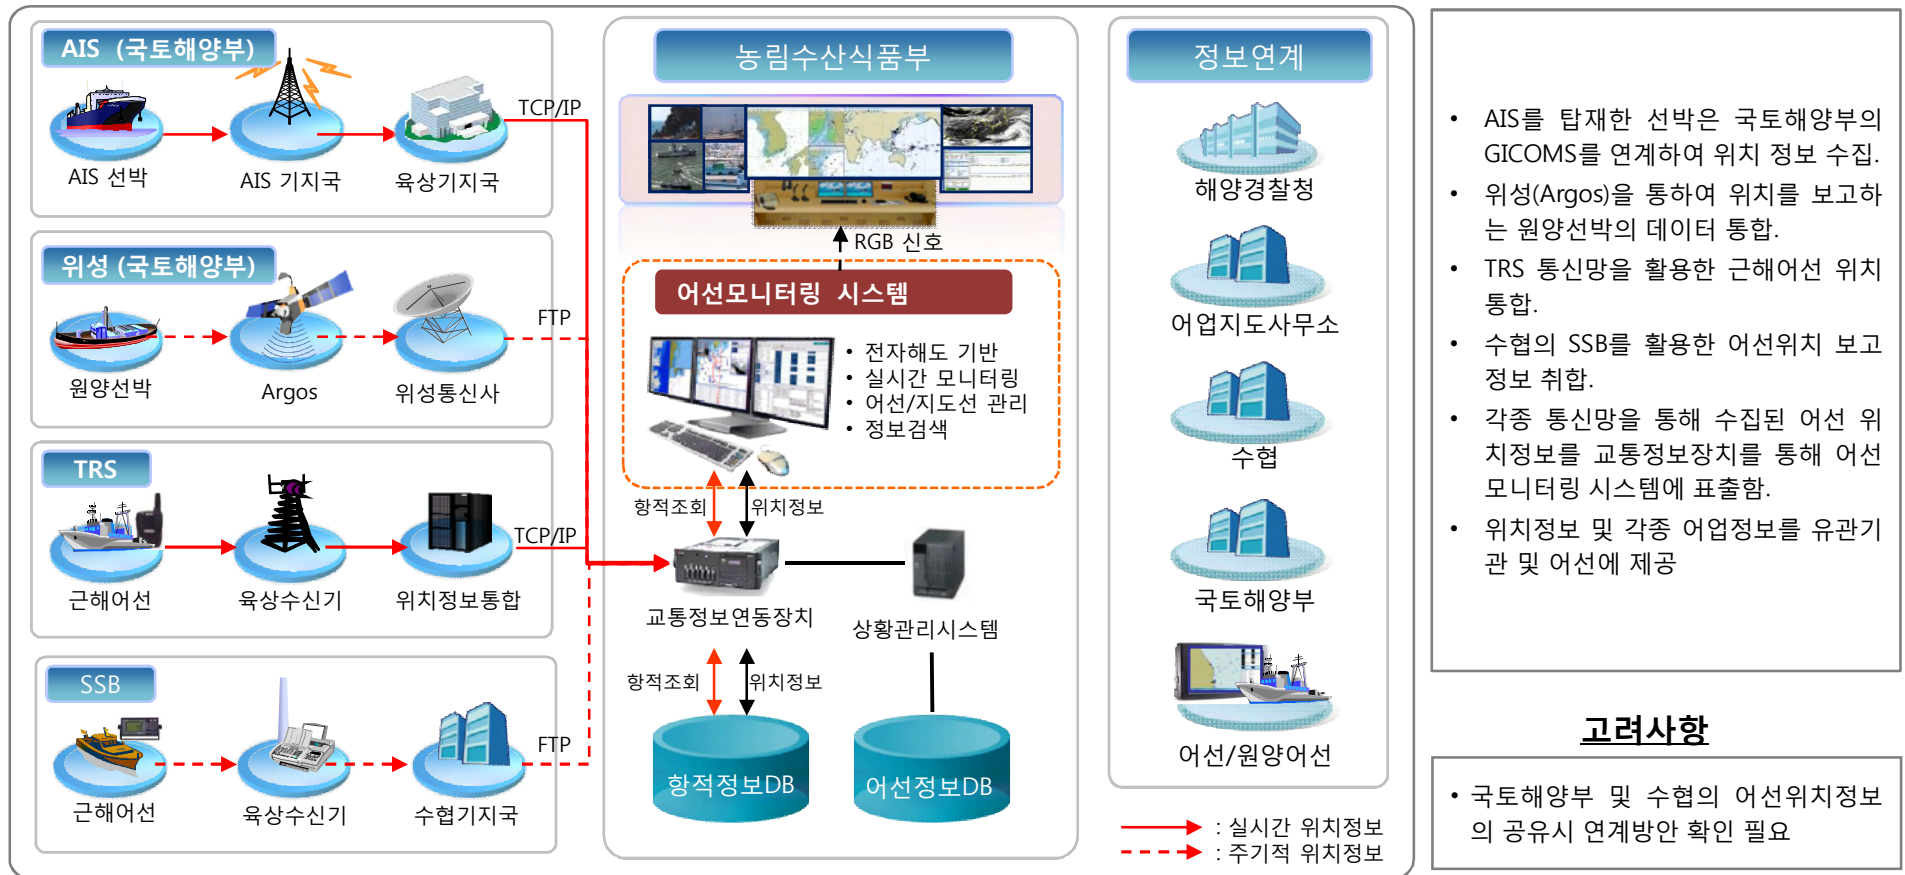 AIS (국토해양부)
TCP/IP
AIS 선박
AIS 기지국
육상기지국
위성 (국토해양부)
FTP
원양선박
Argos
위성통신사
TRS
TCP/IP
근해어선
육상수신기
위치정보통합
SSB
FTP
근해어선
육상수신기
수협기지국
농림수산식품부
RGB 신호
어선모니터링 시스템
• 전자해도 기반
• 실시간 모니터링
• 어선/지도선 관리
• 정보검색
항적조회
위치정보
교통정보연동장치
상황관리시스템
항적조회
위치정보
항적정보DB
어선정보DB
정보연계
해양경찰청
어업지도사무소
수협
국토해양부
어선/원양어선
: 실시간 위치정보
: 주기적 위치정보
• AIS를 탑재한 선박은 국토해양부의
GICOMS를 연계하여 위치 정보 수집.
• 위성(Argos)을 통하여 위치를 보고하
는 원양선박의 데이터 통합.
• TRS 통신망을 활용한 근해어선 위치
통합.
• 수협의 SSB를 활용한 어선위치 보고
정보 취합.
• 각종 통신망을 통해 수집된 어선 위
치정보를 교통정보장치를 통해 어선
모니터링 시스템에 표출함.
• 위치정보 및 각종 어업정보를 유관기
관 및 어선에 제공
고려사항
• 국토해양부 및 수협의 어선위치정보
의 공유시 연계방안 확인 필요